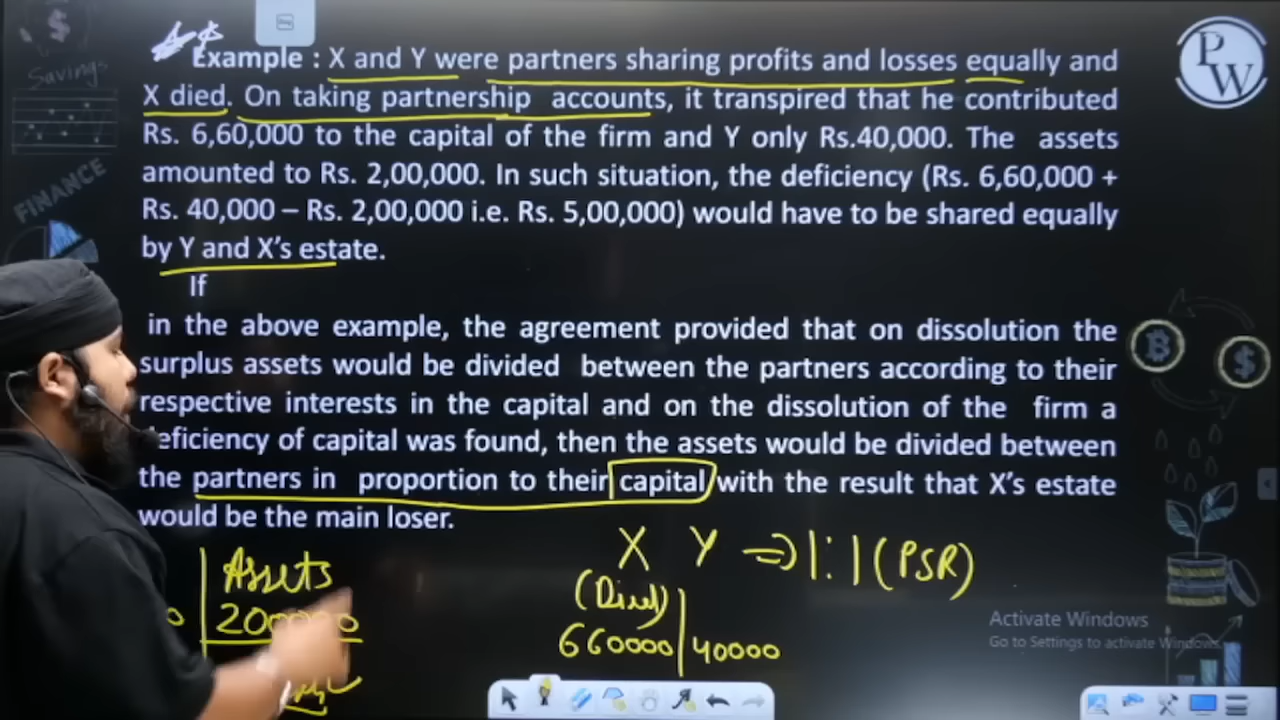 Savings
FINANCE
Example : X and Y were partners sharing profits and losses equally and
X died. On taking partnership accounts, it transpired that he contributed
Rs. 6,60,000 to the capital of the firm and Y only Rs.40,000. The assets
amounted to Rs. 2,00,000. In such situation, the deficiency (Rs. 6,60,000 +
Rs. 40,000 – Rs. 2,00,000 i.e. Rs. 5,00,000) would have to be shared equally
by Y and X's estate.
If
in the above example, the agreement provided that on dissolution the
surplus assets would be divided between the partners according to their
respective interests in the capital and on the dissolution of the firm a
eficiency of capital was found, then the assets would be divided between
the partners in proportion to their capital with the result that X's estate
would be the main loser.
Assets
X Y ⇒ 1:1 (PSR)
(Died)
660000 40000
PW
Activate Windows
Go to Settings to activate Windows.